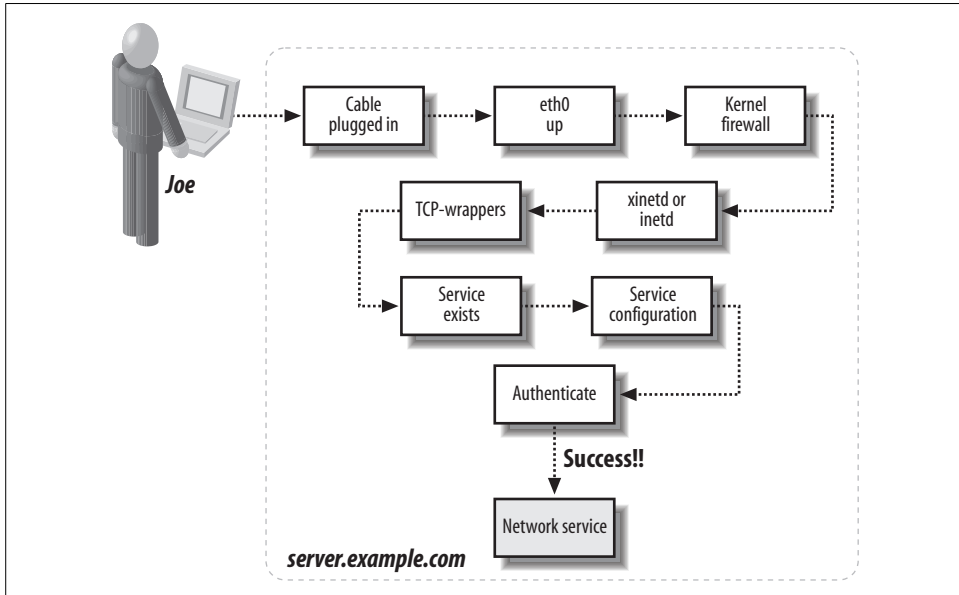 Joe
Cable
plugged in
eth0
up
Kernel
firewall
xinetd or
inetd
TCP-wrappers
Service
exists
Service
configuration
Authenticate
Success!!
Network service
server.example.com